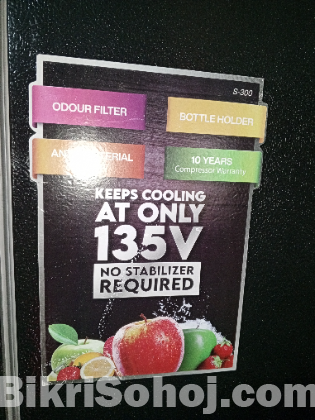 S-300
ODOUR FILTER
BOTTLE HOLDER
10 YEARS
Compressor Warranty
KEEPS COOLING
AT ONLY
135V
NO STABILIZER
REQUIRED
BikriSohoj.com